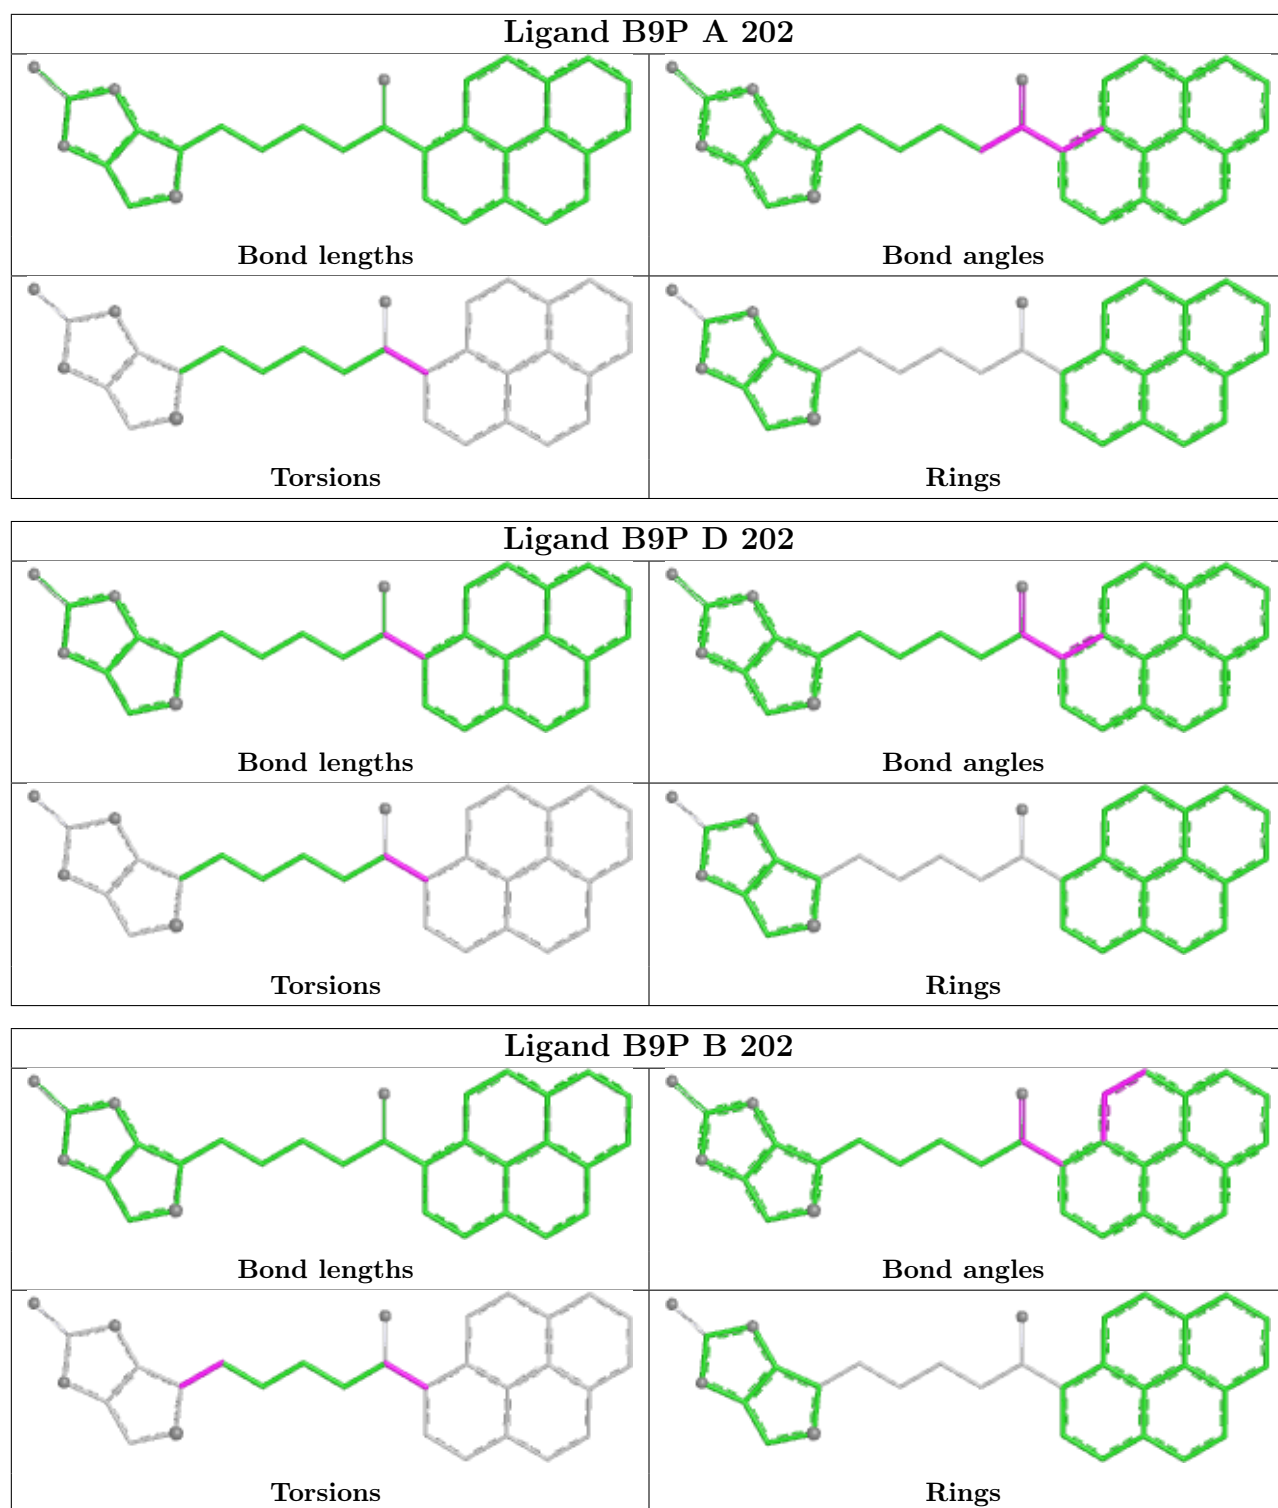 Ligand B9P A 202
Bond lengths
Bond angles
Torsions
Rings
Ligand B9P D 202
Bond lengths
Bond angles
Torsions
Rings
Ligand B9P B 202
Bond lengths
Bond angles
Torsions
Rings